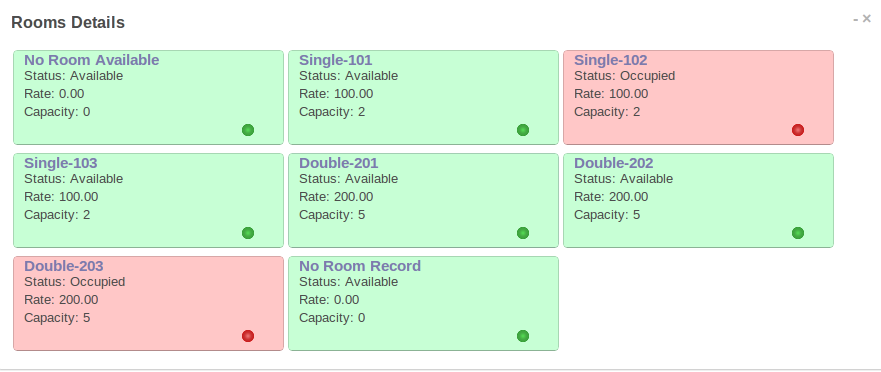 Rooms Details
- ×
No Room Available
Status: Available
Rate: 0.00
Capacity: 0
Single-101
Status: Available
Rate: 100.00
Capacity: 2
Single-102
Status: Occupied
Rate: 100.00
Capacity: 2
Single-103
Status: Available
Rate: 100.00
Capacity: 2
Double-201
Status: Available
Rate: 200.00
Capacity: 5
Double-202
Status: Available
Rate: 200.00
Capacity: 5
Double-203
Status: Occupied
Rate: 200.00
Capacity: 5
No Room Record
Status: Available
Rate: 0.00
Capacity: 0